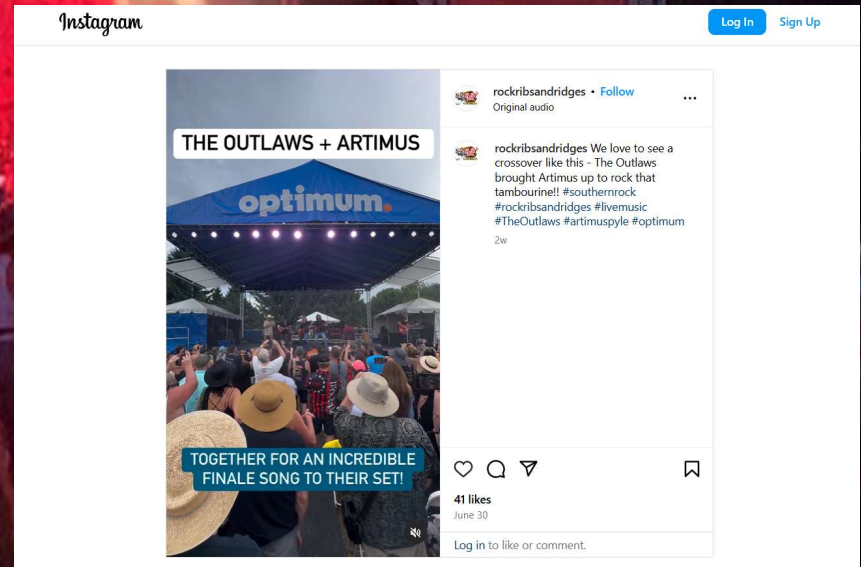 Instagram
Log In
Sign Up
THE OUTLAWS + ARTIMUS
optimum.
TOGETHER FOR AN INCREDIBLE
FINALE SONG TO THEIR SET!
rockribsandridges • Follow
Original audio
rockribsandridges We love to see a
crossover like this - The Outlaws
brought Artimus up to rock that
tambourine!! #southernrock
#rockribsandridges #livemusic
#TheOutlaws #artimuspyle #optimum
2w
41 likes
June 30
Log in to like or comment.